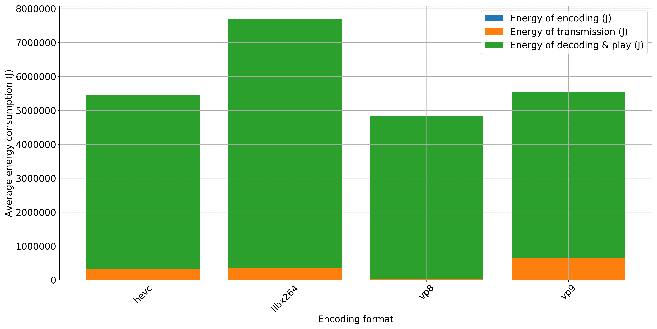 8000000
7000000
6000000
5000000
4000000
3000000
2000000
1000000
0
Average energy consumption (J)
Energy of encoding (J)
Energy of transmission (J)
Energy of decoding & play (J)
hevc
libx264
vp8
vp9
Encoding format